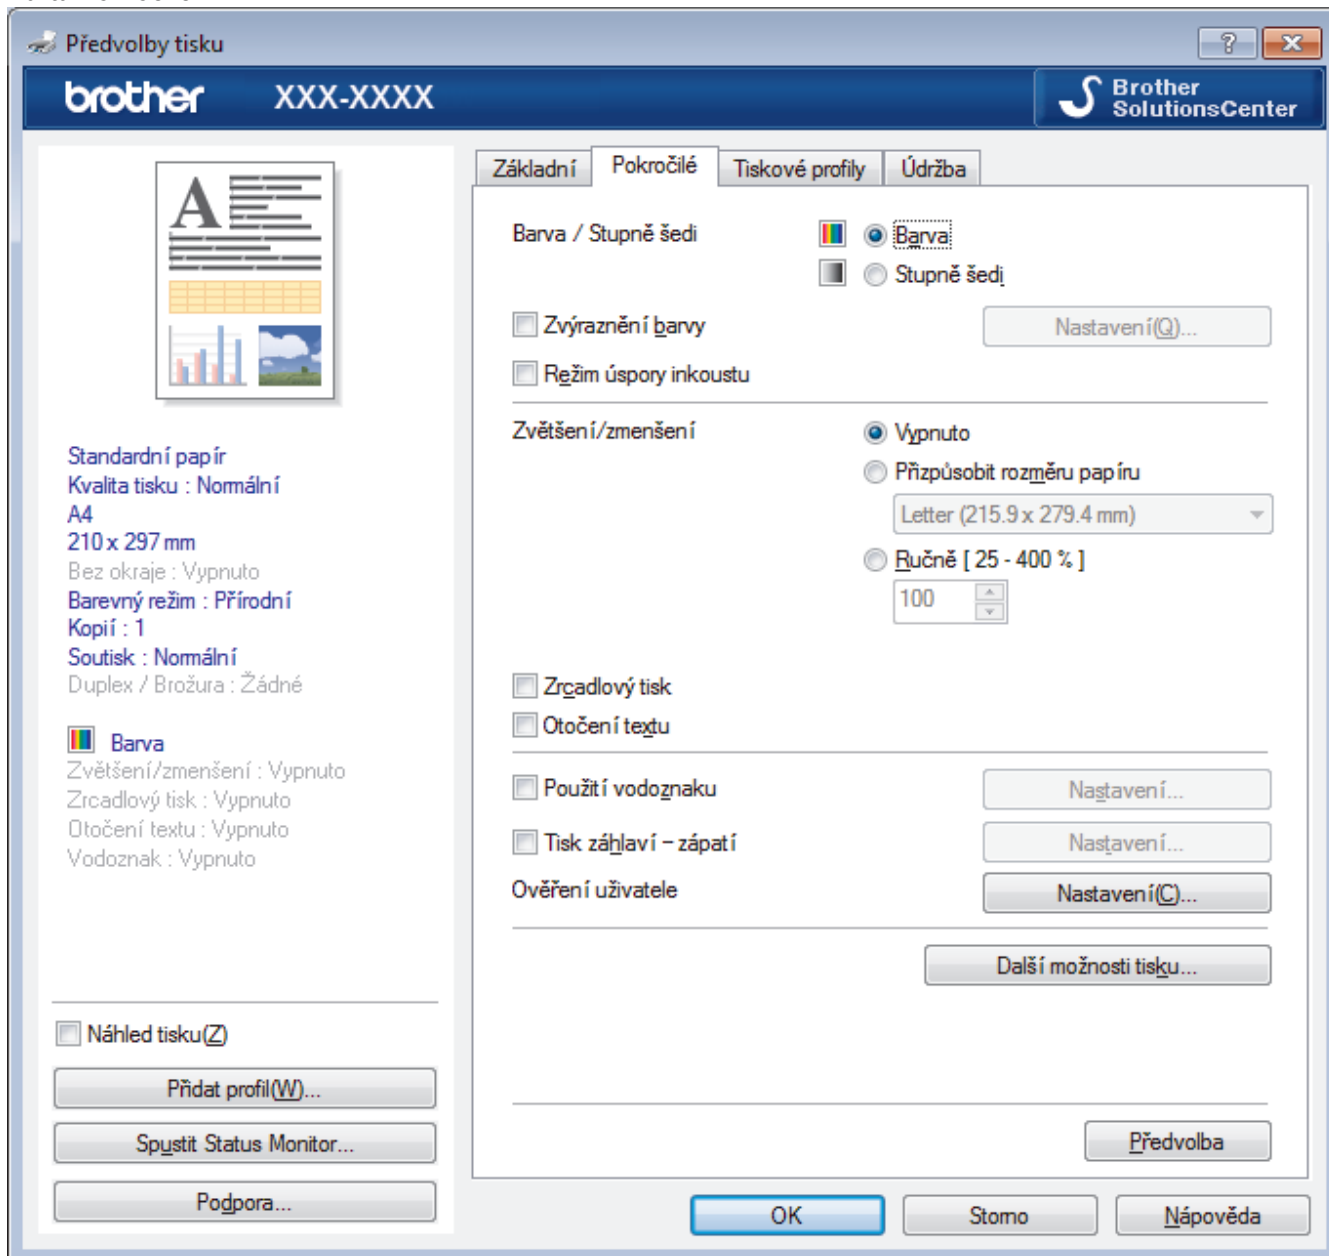 Předvolby tisku
brother XXX-XXXX
Brother
SolutionsCenter
A
Základní
Pokročilé
Tiskové profily
Údržba
Barva / Stupně šedi
Barva
Stupně šedi
Zvýraznění barvy
Nastavení(Q)...
Režim úspory inkoustu
Zvětšení/zmenšení
Vypnuto
Přizpůsobit rozměru papíru
Letter (215.9 x 279.4 mm)
Ručně [ 25 - 400 % ]
100
Zrcadlový tisk
Otočení textu
Použití vodoznaku
Nastavení...
Tisk záhlaví – zápatí
Nastavení...
Ověření uživatele
Nastavení(C)...
Další možnosti tisku...
Předvolba
Standardní papír
Kvalita tisku : Normální
A4
210 x 297 mm
Bez okraje : Vypnuto
Barevný režim : Přírodní
Kopií : 1
Soutisk : Normální
Duplex / Brožura : Žádné
Barva
Zvětšení/zmenšení : Vypnuto
Zrcadlový tisk : Vypnuto
Otočení textu : Vypnuto
Vodoznak : Vypnuto
Náhled tisku(Z)
Přidat profil(W)...
Spustit Status Monitor...
Podpora...
OK
Storno
Nápověda